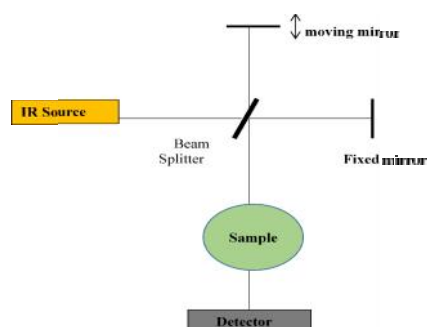 moving mirror
IR Source
Beam
Splitter
Fixed mirror
Sample
Detector